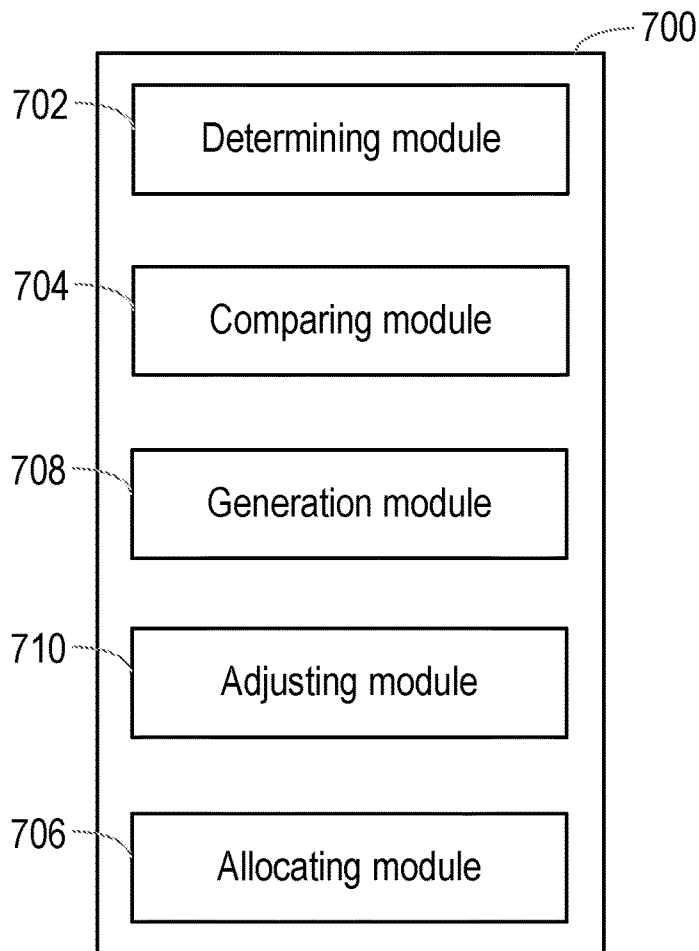 700
702
Determining module
704
Comparing module
708
Generation module
710
Adjusting module
706
Allocating module